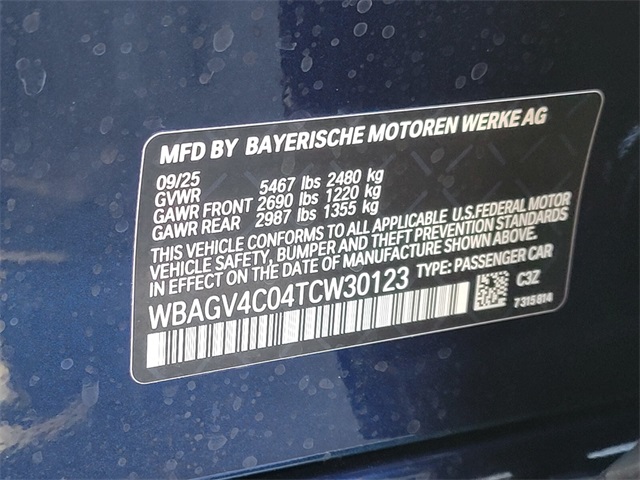 MFD BY BAYERISCHE MOTOREN WERKE AG
09/25
GVWR 5467 lbs 2480 kg
GAWR FRONT 2690 lbs 1220 kg
GAWR REAR 2987 lbs 1355 kg
THIS VEHICLE CONFORMS TO ALL APPLICABLE U.S.FEDERAL MOTOR
VEHICLE SAFETY, BUMPER AND THEFT PREVENTION STANDARDS
IN EFFECT ON THE DATE OF MANUFACTURE SHOWN ABOVE.
WBAGV4C04TCW30123 TYPE: PASSENGER CAR
C3Z
7315814